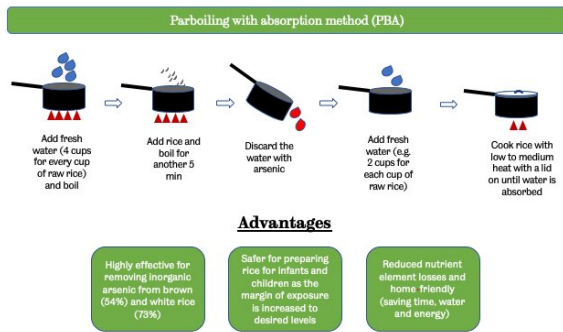 Parboiling with absorption method (PBA)
Add fresh
water (4 cups
for every cup
of raw rice)
and boil
Add rice and
boil for
another 5
min
Discard the
water with
arsenic
Add fresh
water (e.g.
2 cups for
each cup of
raw rice)
Cook rice with
low to medium
heat with a lid
on until water is
absorbed
Advantages
Highly effective for
removing inorganic
arsenic from brown
(54%) and white rice
(73%)
Safer for preparing
rice for infants and
children as the
margin of exposure
is increased to
desired levels
Reduced nutrient
element losses and
home-friendly
(saving time, water
and energy)